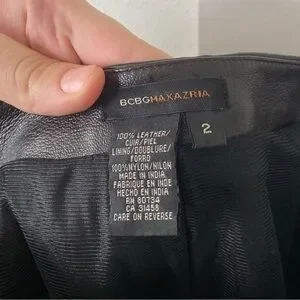 BCBGMAXAZRIA
2
100% LEATHER/
CUIR/PIEL
LINING/DOUBLURE/
FORRO
100%NYLON/NILON
MADE IN INDIA
FABRIQUE EN INDE
HECHO EN INDIA
RN 80734
CA 31458
CARE ON REVERSE